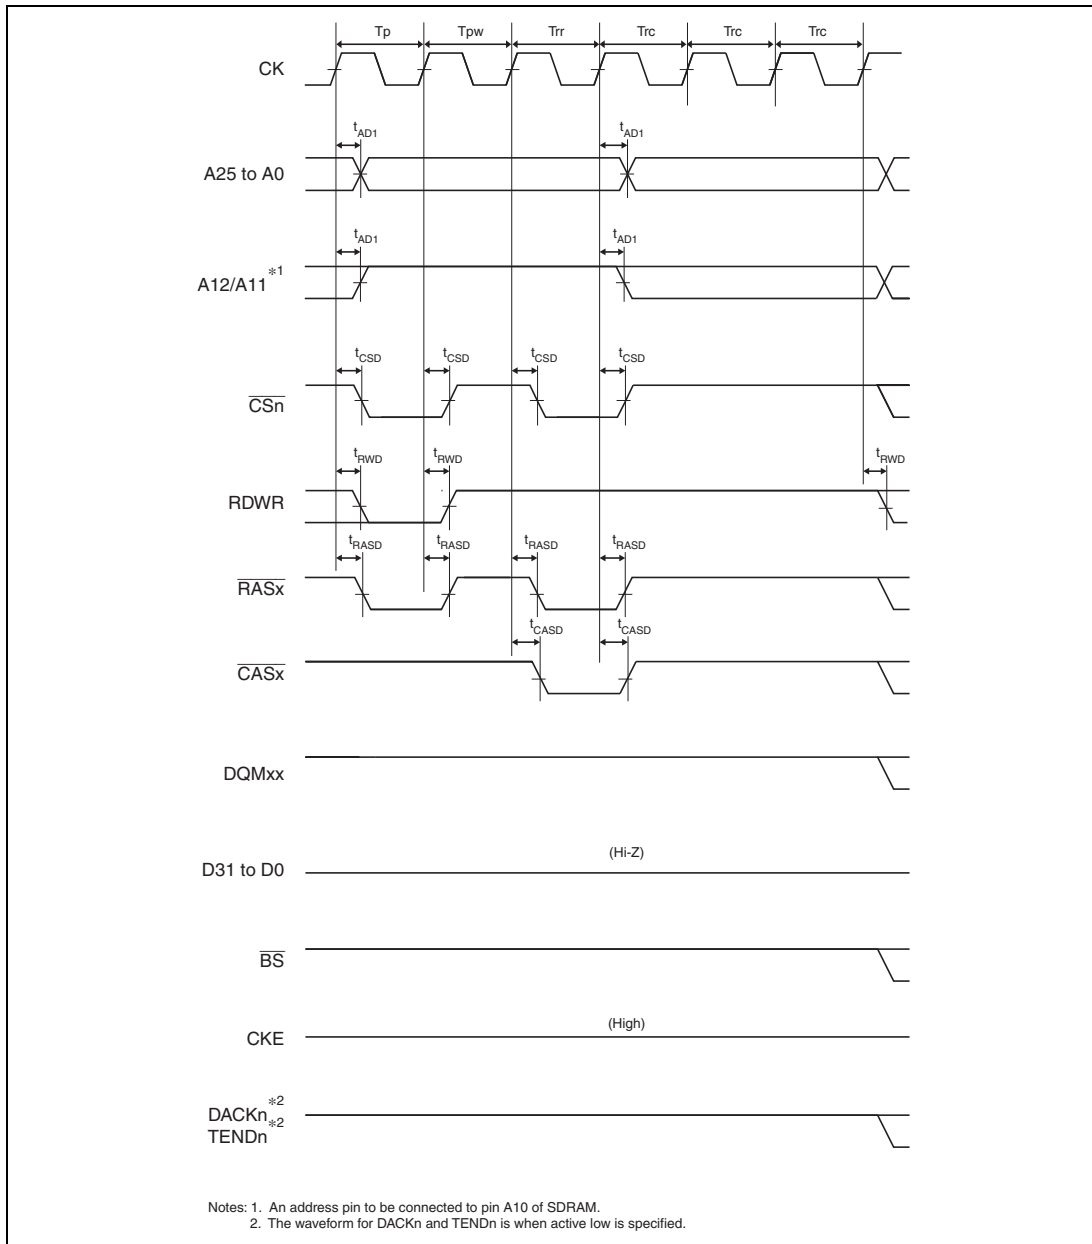 Tp Tpw Trr Trc Trc Trc
CK
tAD1 tAD1
A25 to A0
tAD1 tAD1
A12/A11*1
tCSD tCSD tCSD tCSD
CSn
tRWD tRWD tRWD
RDWR
tRASD tRASD tRASD tRASD
RASx
tCASD tCASD
CASx
DQMxx
(Hi-Z)
D31 to D0
BS
(High)
CKE
DACKn*2
TENDn*2
Notes: 1. An address pin to be connected to pin A10 of SDRAM.
2. The waveform for DACKn and TENDn is when active low is specified.